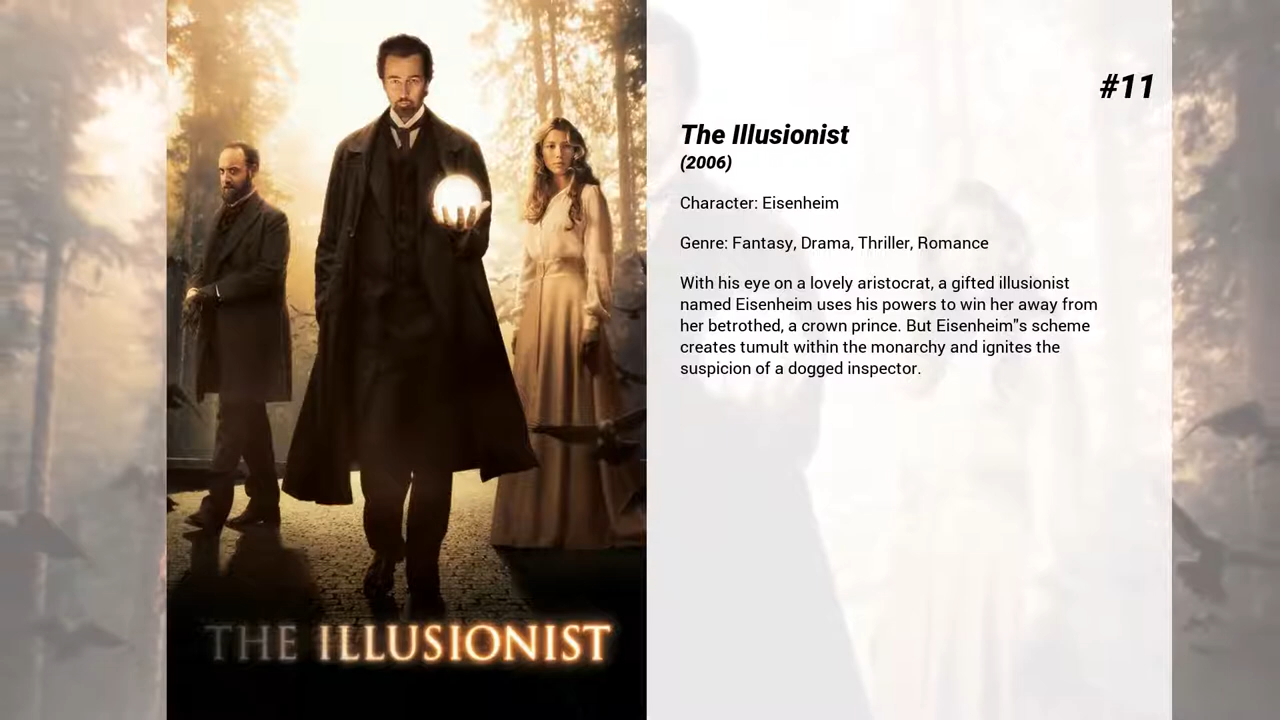 #11
The Illusionist
(2006)
Character: Eisenheim
Genre: Fantasy, Drama, Thriller, Romance
With his eye on a lovely aristocrat, a gifted illusionist
named Eisenheim uses his powers to win her away from
her betrothed, a crown prince. But Eisenheim"s scheme
creates tumult within the monarchy and ignites the
suspicion of a dogged inspector.
THE ILLUSIONIST